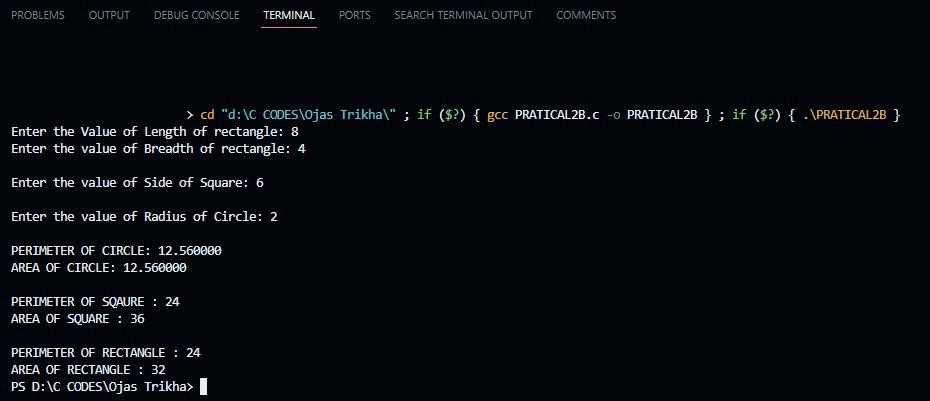 PROBLEMS OUTPUT DEBUG CONSOLE TERMINAL PORTS SEARCH TERMINAL OUTPUT COMMENTS
> cd "d:\C CODES\Ojas Trikha\" ; if ($?) { gcc PRATICAL2B.c -o PRATICAL2B } ; if ($?) { .\PRATICAL2B }
Enter the Value of Length of rectangle: 8
Enter the value of Breadth of rectangle: 4
Enter the value of Side of Square: 6
Enter the value of Radius of Circle: 2
PERIMETER OF CIRCLE: 12.560000
AREA OF CIRCLE: 12.560000
PERIMETER OF SQAURE : 24
AREA OF SQUARE : 36
PERIMETER OF RECTANGLE : 24
AREA OF RECTANGLE : 32
PS D:\C CODES\Ojas Trikha>